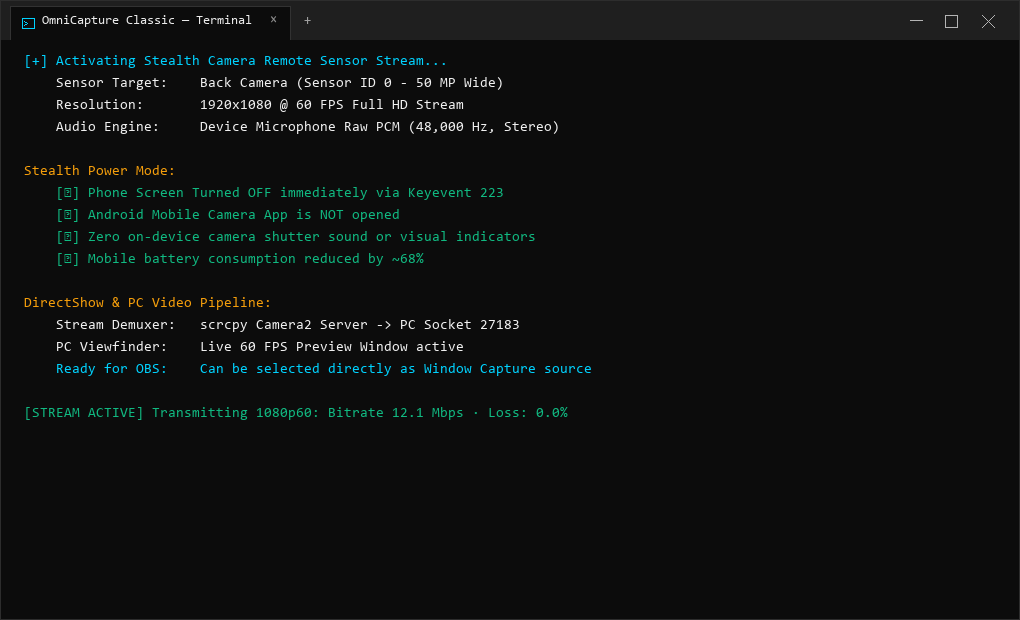 OmniCapture Classic — Terminal × +
[+] Activating Stealth Camera Remote Sensor Stream...
Sensor Target: Back Camera (Sensor ID 0 - 50 MP Wide)
Resolution: 1920x1080 @ 60 FPS Full HD Stream
Audio Engine: Device Microphone Raw PCM (48,000 Hz, Stereo)
Stealth Power Mode:
[⍰] Phone Screen Turned OFF immediately via Keyevent 223
[⍰] Android Mobile Camera App is NOT opened
[⍰] Zero on-device camera shutter sound or visual indicators
[⍰] Mobile battery consumption reduced by ~68%
DirectShow & PC Video Pipeline:
Stream Demuxer: scrcpy Camera2 Server -> PC Socket 27183
PC Viewfinder: Live 60 FPS Preview Window active
Ready for OBS: Can be selected directly as Window Capture source
[STREAM ACTIVE] Transmitting 1080p60: Bitrate 12.1 Mbps · Loss: 0.0%